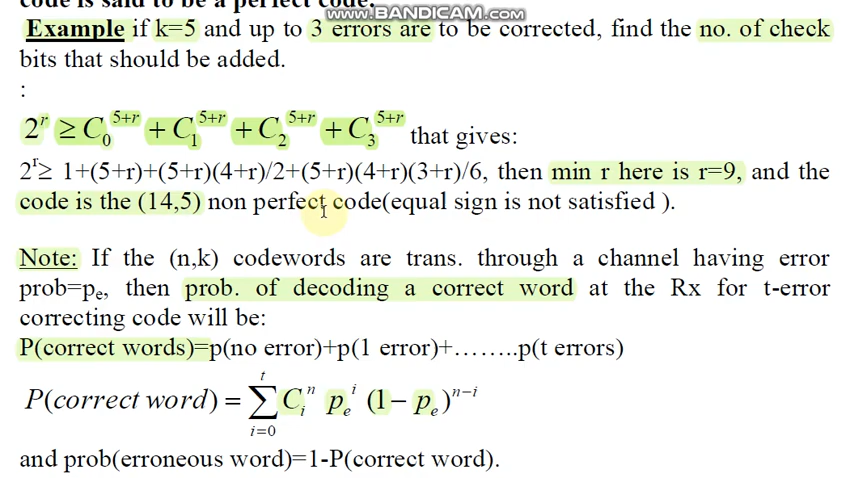 code is said to be a perfect code.
www.BANDICAM.com
Example if k=5 and up to 3 errors are to be corrected, find the no. of check
bits that should be added.
:
2^r ≥ C_0^{5+r} + C_1^{5+r} + C_2^{5+r} + C_3^{5+r} that gives:
2^r≥ 1+(5+r)+(5+r)(4+r)/2+(5+r)(4+r)(3+r)/6, then min r here is r=9, and the
code is the (14,5) non perfect code(equal sign is not satisfied ).
Note: If the (n,k) codewords are trans. through a channel having error
prob=p_e, then prob. of decoding a correct word at the Rx for t-error
correcting code will be:
P(correct words)=p(no error)+p(1 error)+……..p(t errors)
P(correct word) = ∑_{i=0}^{t} C_i^n p_e^i (1− p_e)^{n−i}
and prob(erroneous word)=1-P(correct word).